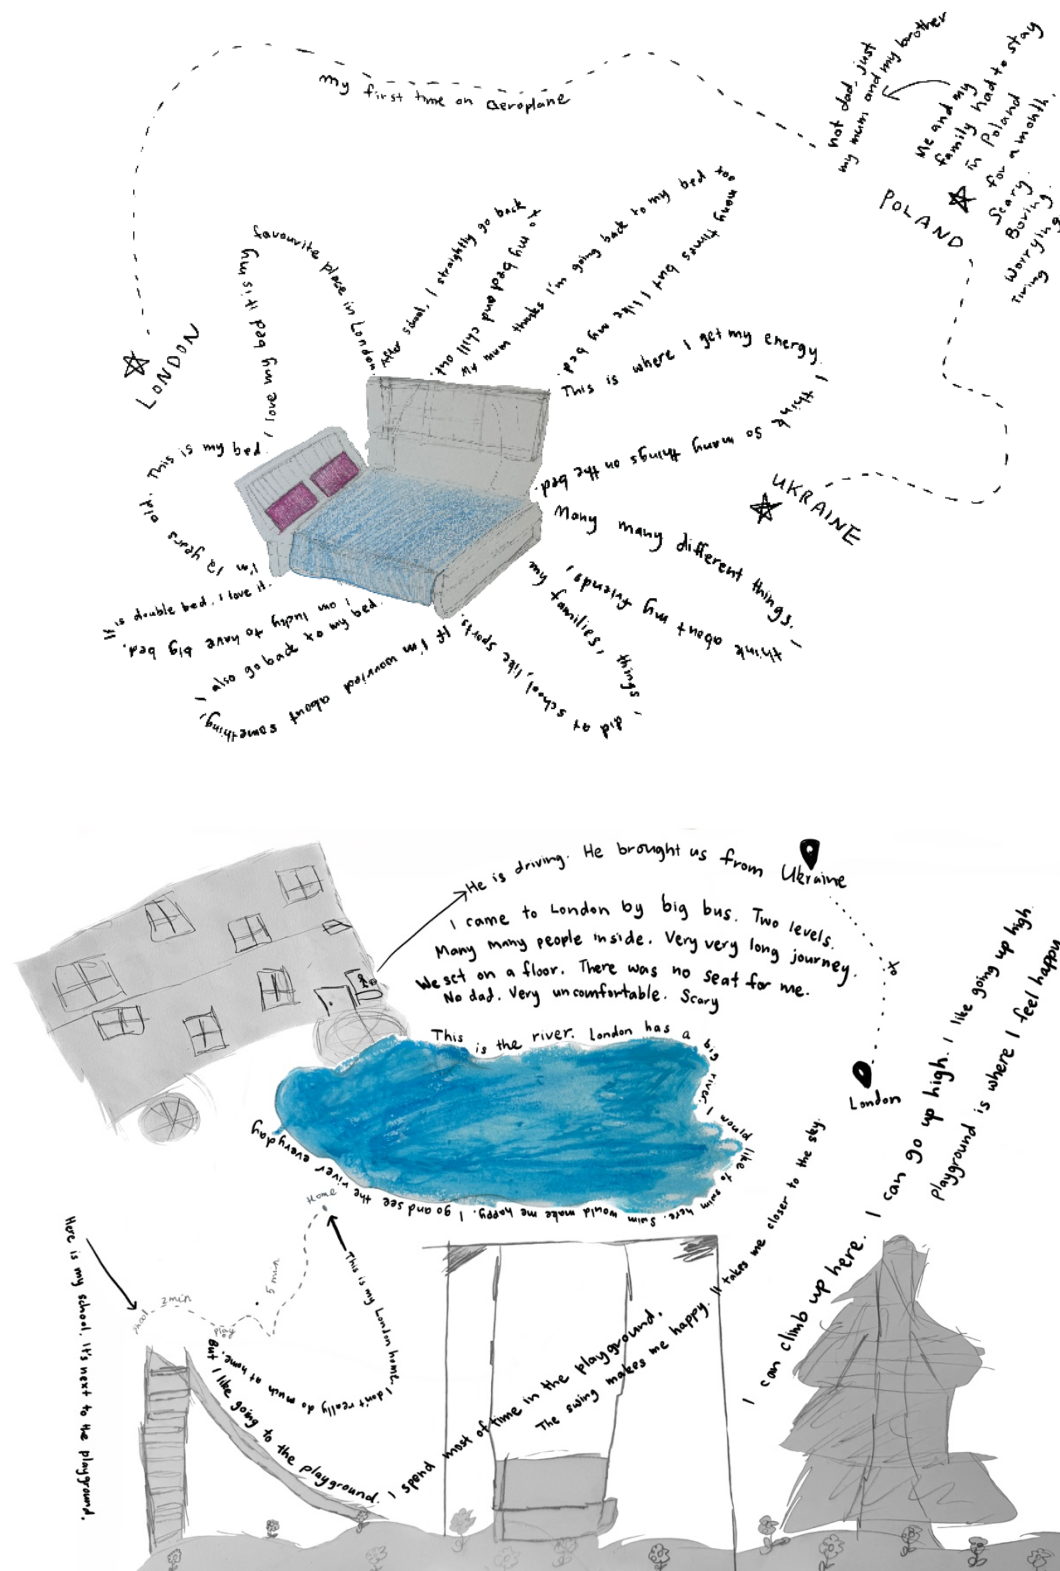 my first time on aeroplane
not dad, just
my mum and my brother
Me and my
family had to stay
in Poland
for a month.
Scary.
Boring.
Worrying.
Tiring
POLAND
LONDON
UKRAINE
I'm 12 years old. This is my bed. I love my bed it is my favourite place in London.
After school, I straightly go back to my bed and chill out.
My mum thinks I'm going back to my bed too many times but I like my bed.
This is where I get my energy.
I think so many things on the bed.
Many many different things. I think about my friends, my families, things I did at school, like sports.
If I'm worried about something, I also go back to my bed.
I am lucky to have big bed.
It's double bed. I love it.
He is driving. He brought us from Ukraine
I came to London by big bus. Two levels.
Many many people inside. Very very long journey.
We set on a floor. There was no seat for me.
No dad. Very uncomfortable. Scary
London
This is the river. London has a big river. I would like to swim here. Swim would make me happy. I go and see the river everyday
Home
5 min
2min
play
Here is my school. It's next to the playground.
This is my London home. I don't really do much at home.
But I like going to the playground. I spend most of time in the playground.
The swing makes me happy. It takes me closer to the sky
I can climb up here. I can go up high. I like going up high.
Playground is where I feel happy